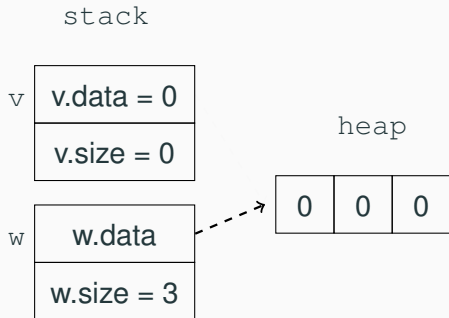 stack
v
v.data = 0
v.size = 0
heap
w
w.data
0 0 0
w.size = 3